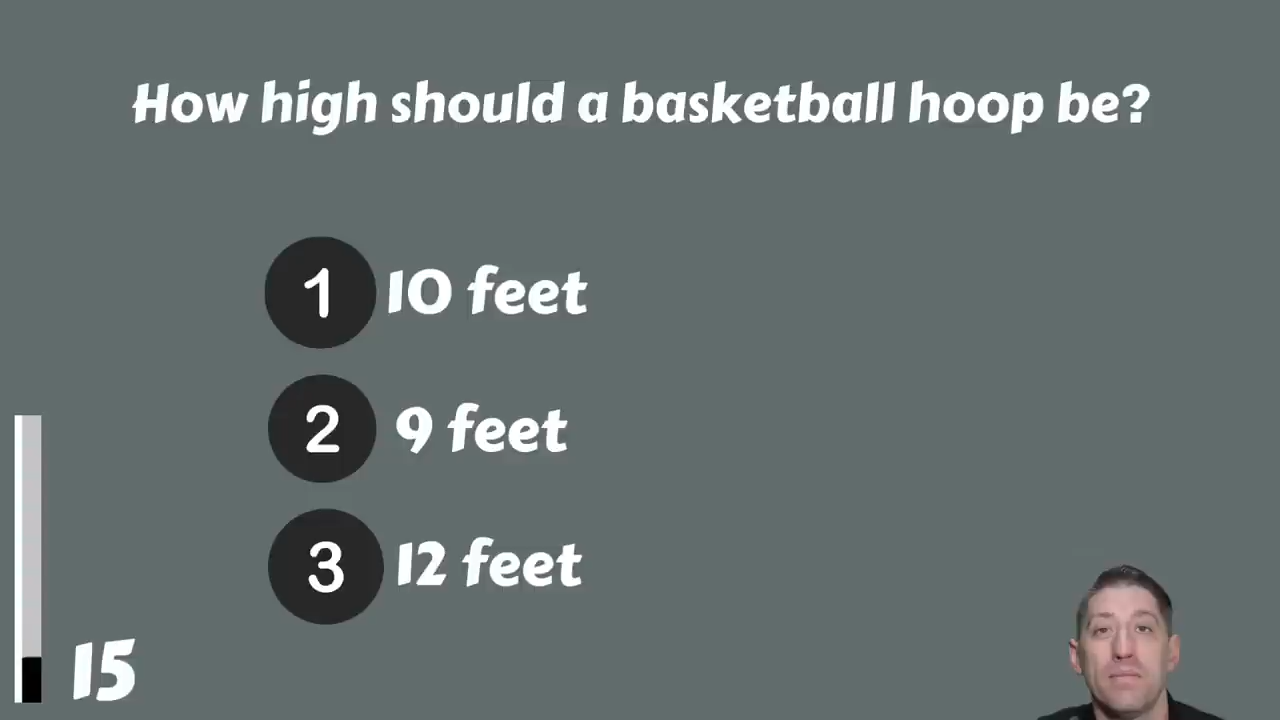 How high should a basketball hoop be?
1 10 feet
2 9 feet
3 12 feet
15